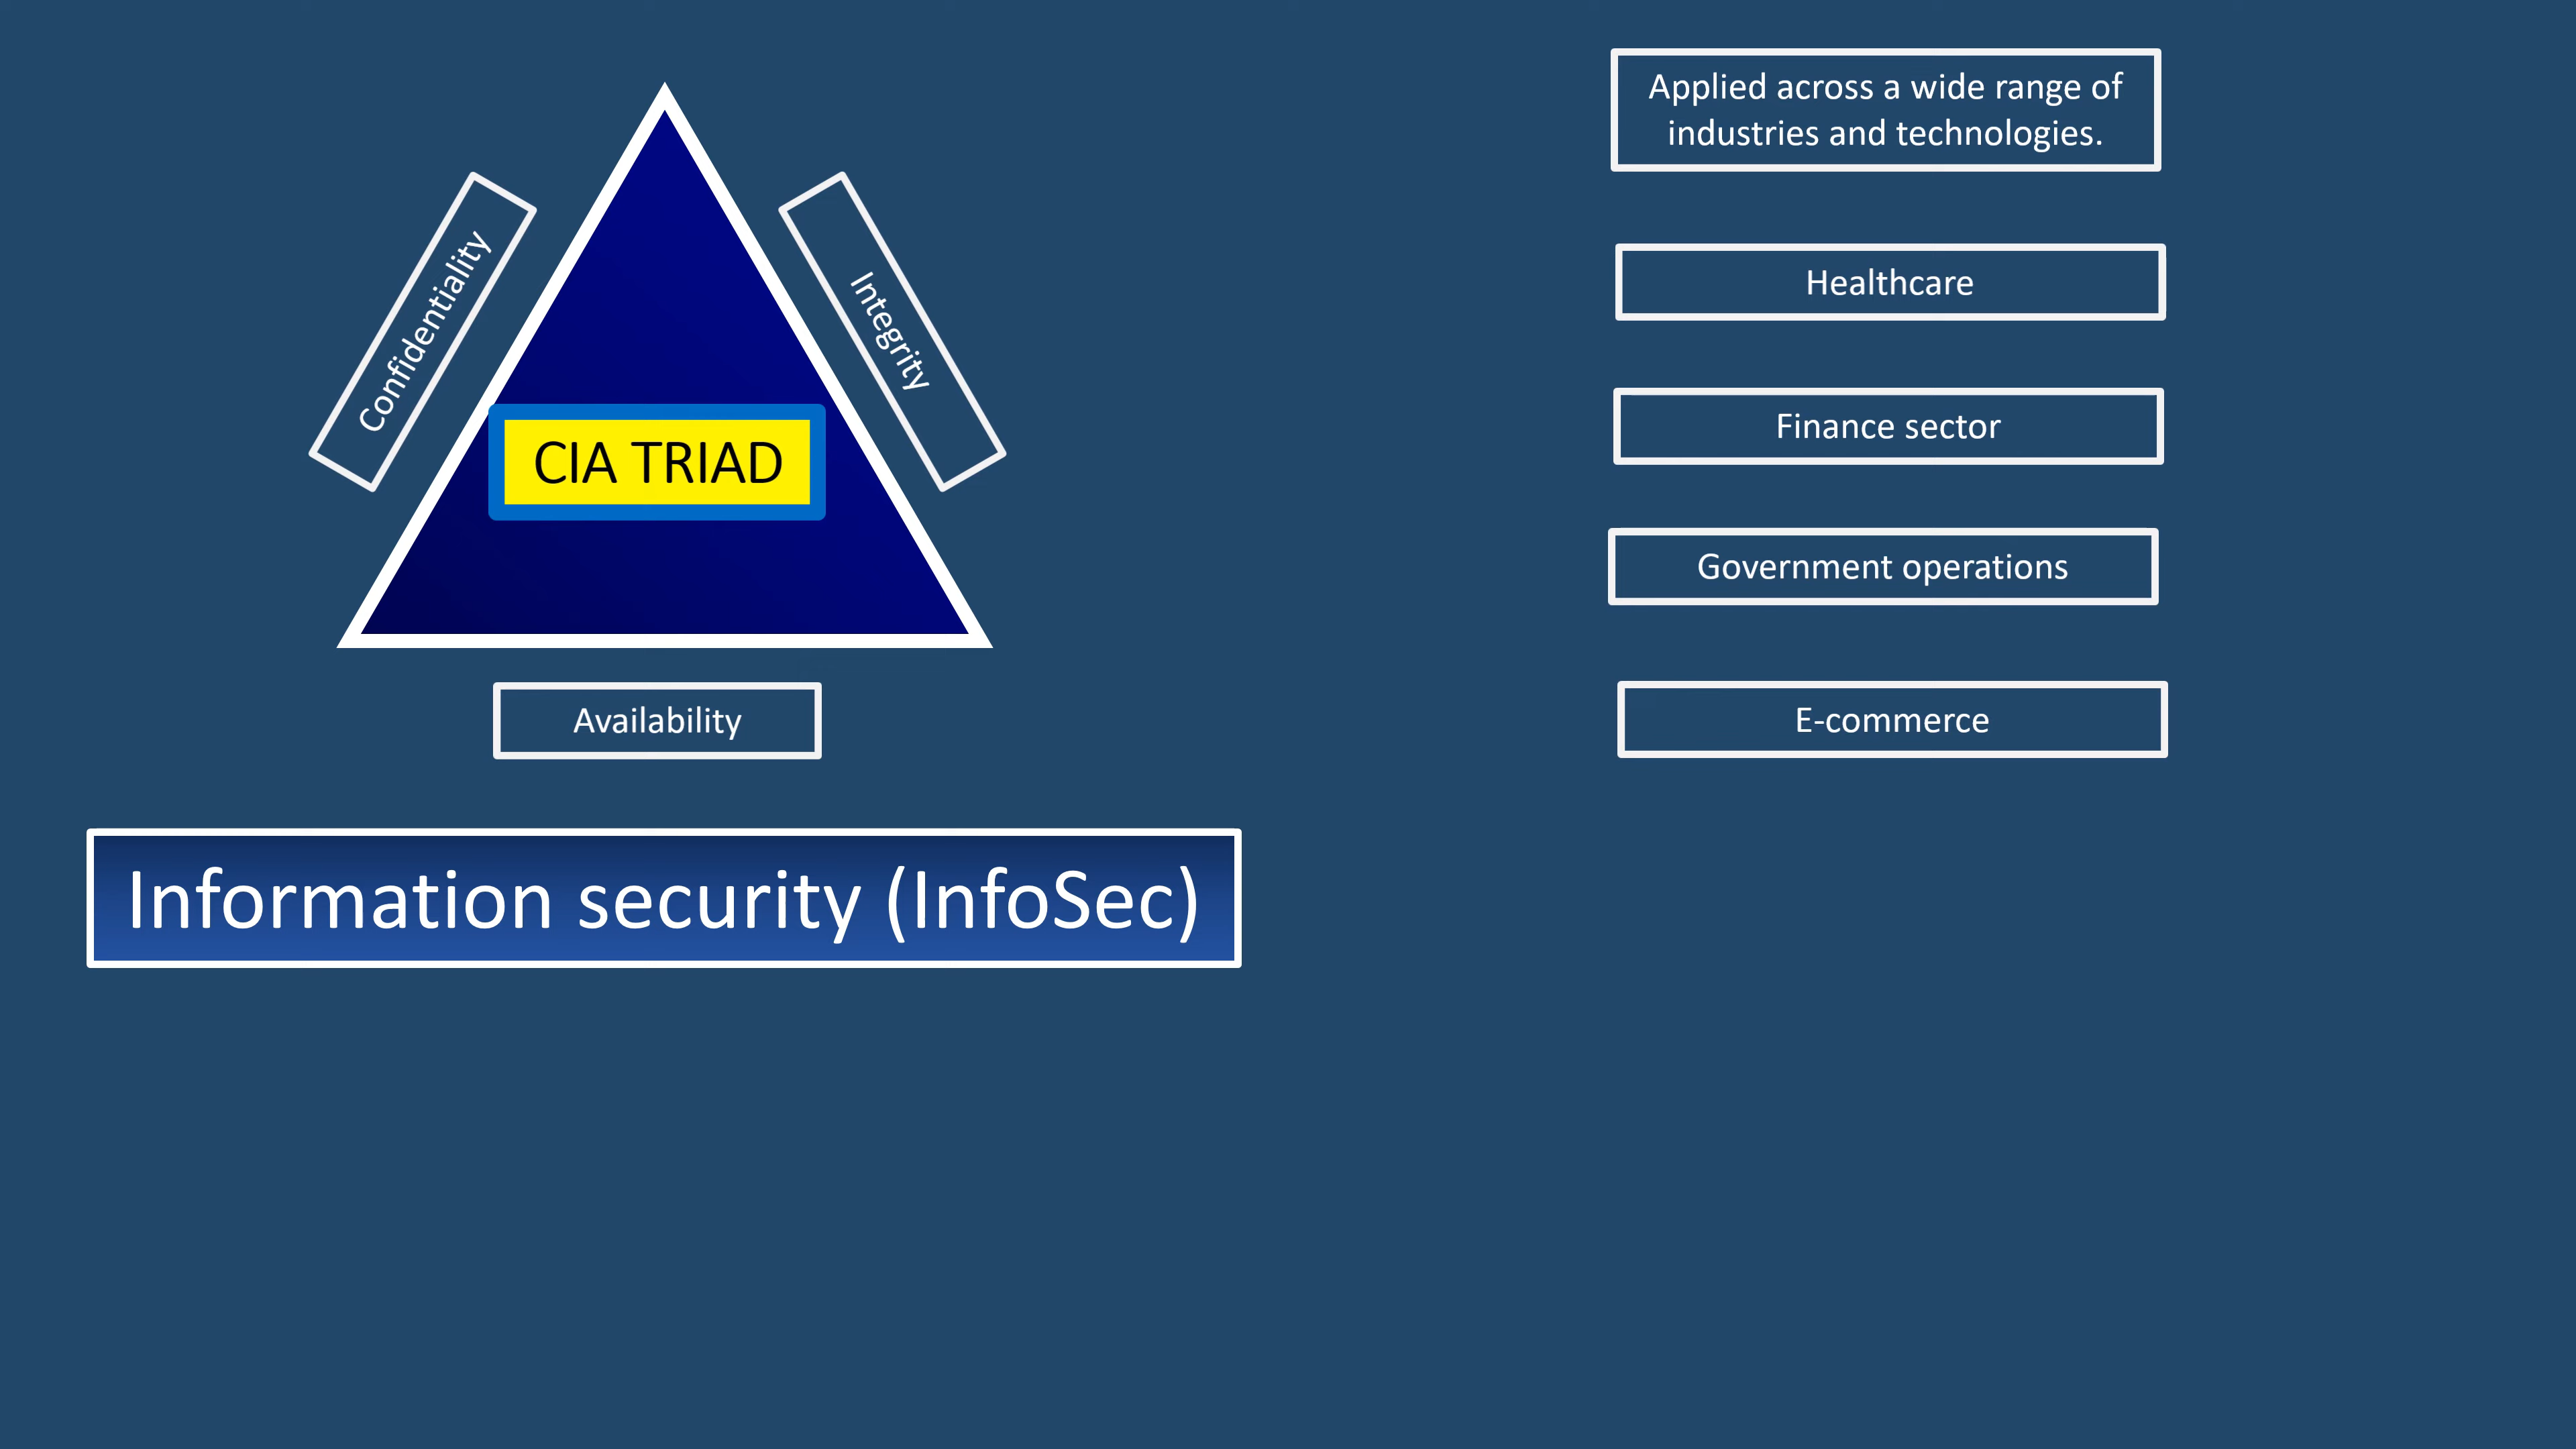 Confidentiality
Integrity
CIA TRIAD
Availability
Information security (InfoSec)
Applied across a wide range of
industries and technologies.
Healthcare
Finance sector
Government operations
E-commerce